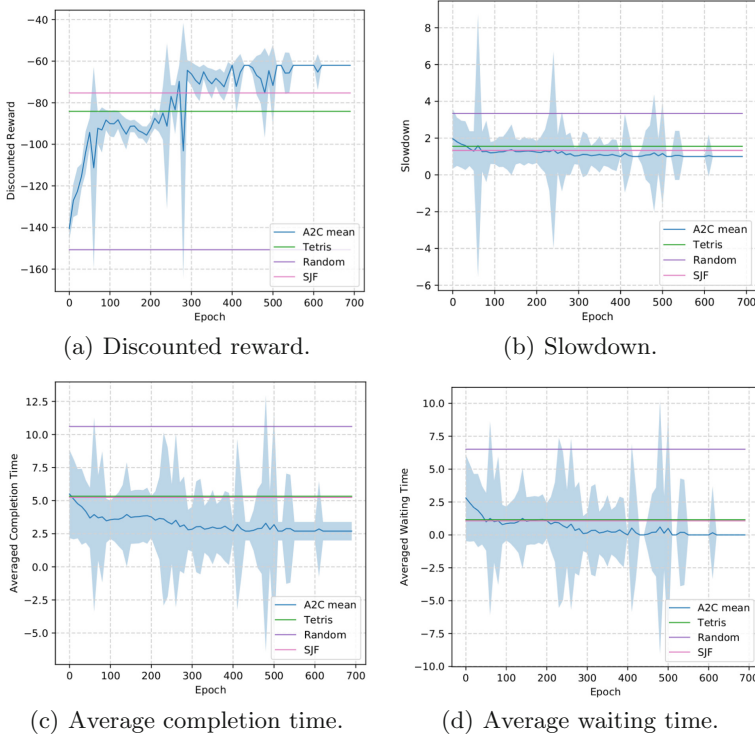 −40
−60
−80
−100
−120
−140
−160
Discounted Reward
0 100 200 300 400 500 600 700
Epoch
A2C mean
Tetris
Random
SJF
(a) Discounted reward.
8
6
4
2
0
−2
−4
−6
Slowdown
0 100 200 300 400 500 600 700
Epoch
A2C mean
Tetris
Random
SJF
(b) Slowdown.
12.5
10.0
7.5
5.0
2.5
0.0
−2.5
−5.0
Averaged Completion Time
0 100 200 300 400 500 600 700
Epoch
A2C mean
Tetris
Random
SJF
(c) Average completion time.
10.0
7.5
5.0
2.5
0.0
−2.5
−5.0
−7.5
−10.0
Averaged Waiting Time
0 100 200 300 400 500 600 700
Epoch
A2C mean
Tetris
Random
SJF
(d) Average waiting time.